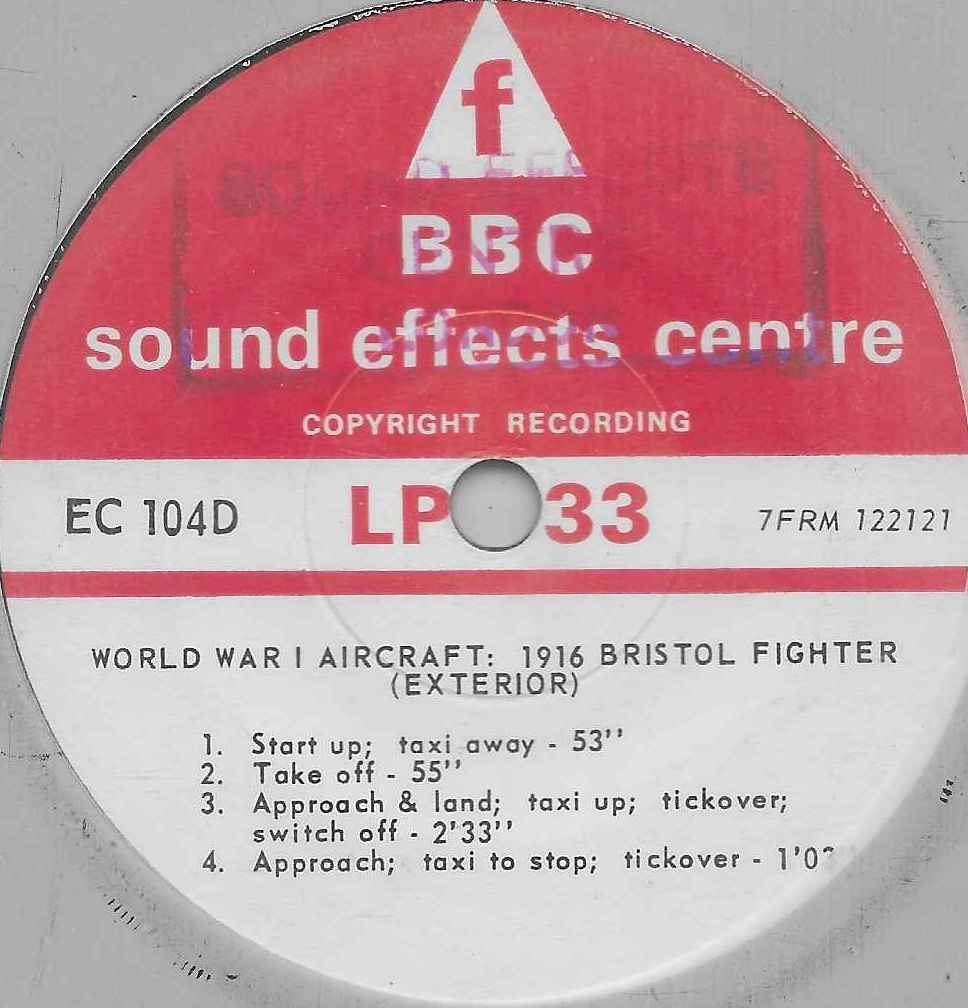 f
BBC
sound effects centre
COPYRIGHT RECORDING
EC 104D LP 33 7FRM 122121
WORLD WAR I AIRCRAFT: 1916 BRISTOL FIGHTER
(EXTERIOR)
1. Start up; taxi away - 53''
2. Take off - 55''
3. Approach & land; taxi up; tickover;
switch off - 2'33''
4. Approach; taxi to stop; tickover -